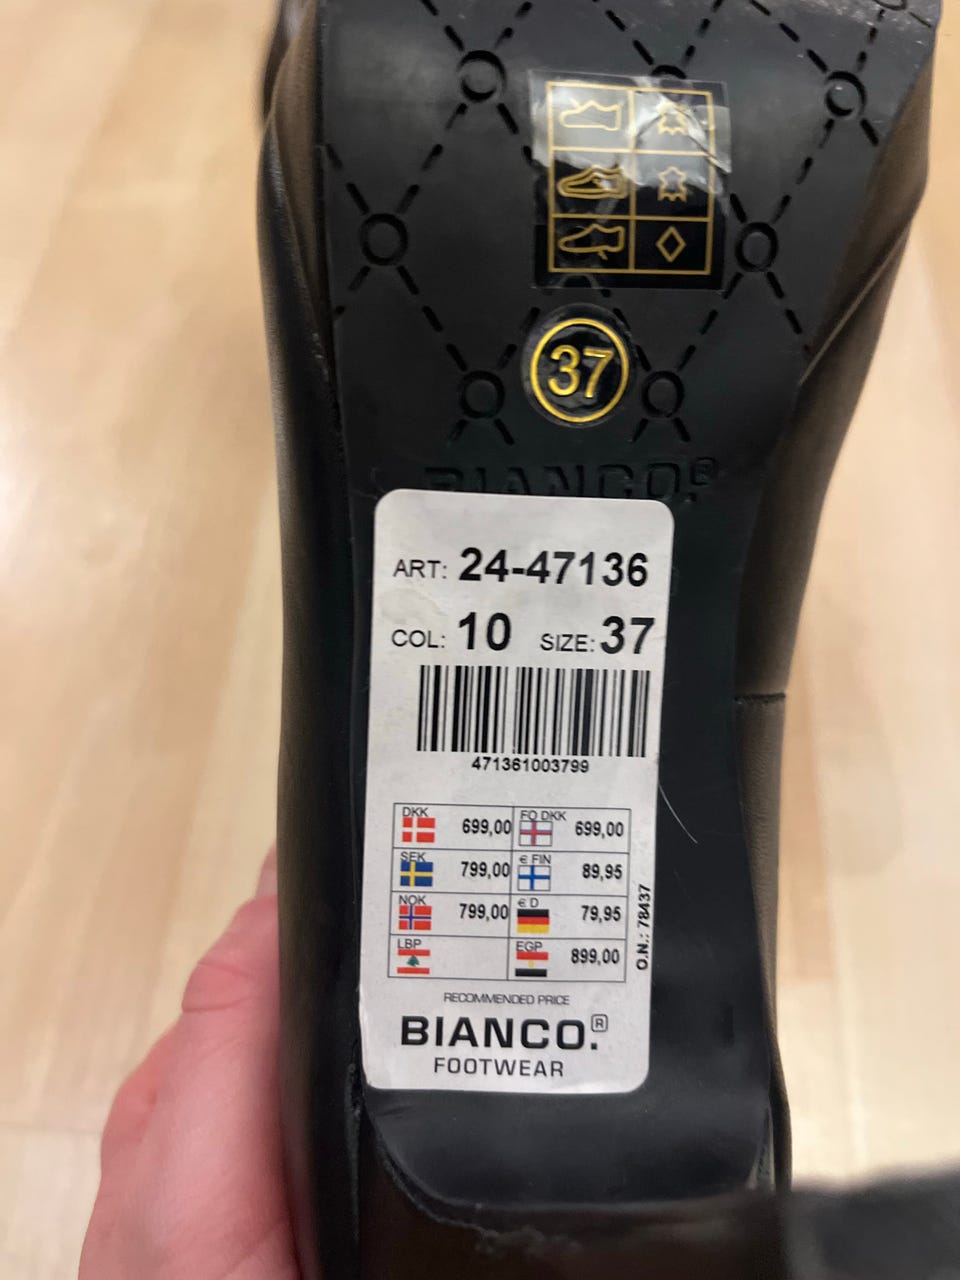 37
BIANCO.®
ART: 24-47136
COL: 10 SIZE: 37
471361003799
DKK 699,00 FO DKK 699,00
SEK 799,00 € FIN 89,95
NOK 799,00 € D 79,95
LBP EGP 899,00
O.N.: 78437
RECOMMENDED PRICE
BIANCO.®
FOOTWEAR